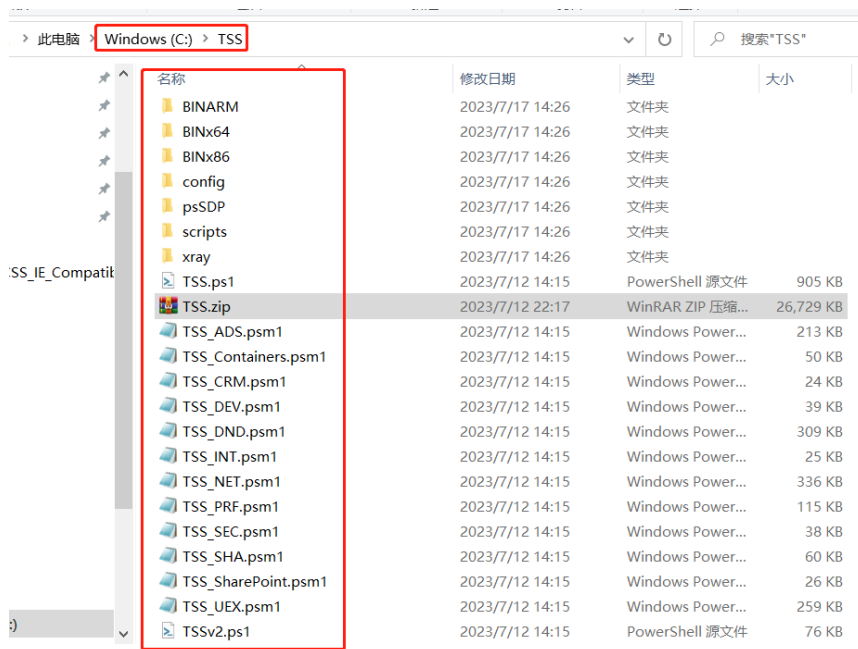 此电脑 Windows (C:) TSS 搜索"TSS"
名称 修改日期 类型 大小
BINARM 2023/7/17 14:26 文件夹
BINx64 2023/7/17 14:26 文件夹
BINx86 2023/7/17 14:26 文件夹
config 2023/7/17 14:26 文件夹
psSDP 2023/7/17 14:26 文件夹
scripts 2023/7/17 14:26 文件夹
xray 2023/7/17 14:26 文件夹
TSS.ps1 2023/7/12 14:15 PowerShell 源文件 905 KB
TSS.zip 2023/7/12 22:17 WinRAR ZIP 压缩... 26,729 KB
TSS_ADS.psm1 2023/7/12 14:15 Windows Power... 213 KB
TSS_Containers.psm1 2023/7/12 14:15 Windows Power... 50 KB
TSS_CRM.psm1 2023/7/12 14:15 Windows Power... 24 KB
TSS_DEV.psm1 2023/7/12 14:15 Windows Power... 39 KB
TSS_DND.psm1 2023/7/12 14:15 Windows Power... 309 KB
TSS_INT.psm1 2023/7/12 14:15 Windows Power... 25 KB
TSS_NET.psm1 2023/7/12 14:15 Windows Power... 336 KB
TSS_PRF.psm1 2023/7/12 14:15 Windows Power... 115 KB
TSS_SEC.psm1 2023/7/12 14:15 Windows Power... 38 KB
TSS_SHA.psm1 2023/7/12 14:15 Windows Power... 60 KB
TSS_SharePoint.psm1 2023/7/12 14:15 Windows Power... 26 KB
TSS_UEX.psm1 2023/7/12 14:15 Windows Power... 259 KB
TSSv2.ps1 2023/7/12 14:15 PowerShell 源文件 76 KB
SS_IE_Compatib
:)